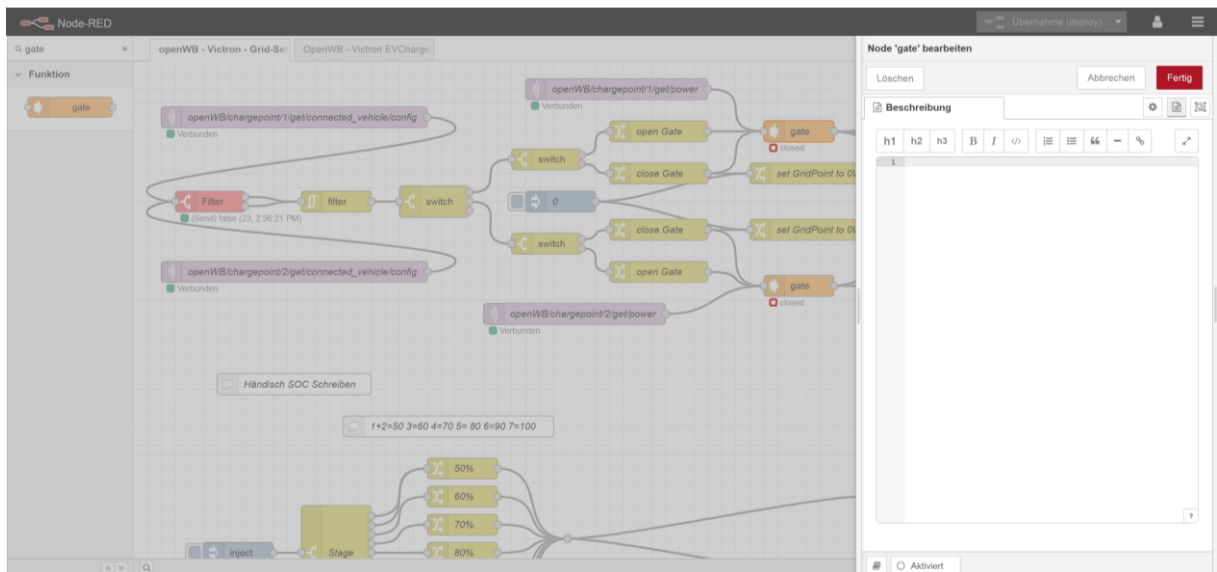 Node-RED
Übernahme (deploy)
gate
Funktion
gate
openWB - Victron - Grid-Se
OpenWB - Victron EVCharge
openWB/chargepoint/1/get/power
Verbunden
openWB/chargepoint/1/get/connected_vehicle/config
Verbunden
open Gate
gate
closed
switch
close Gate
set GridPoint to 0W
Filter
(Send) false (23, 2:56:21 PM)
filter
switch
0
close Gate
set GridPoint to 0W
switch
open Gate
openWB/chargepoint/2/get/connected_vehicle/config
Verbunden
gate
closed
openWB/chargepoint/2/get/power
Verbunden
Händisch SOC Schreiben
1+2=50 3=60 4=70 5= 80 6=90 7=100
50%
60%
70%
80%
inject
Stage
Node 'gate' bearbeiten
Löschen
Abbrechen
Fertig
Beschreibung
h1 h2 h3 B I </>
1
?
Aktiviert